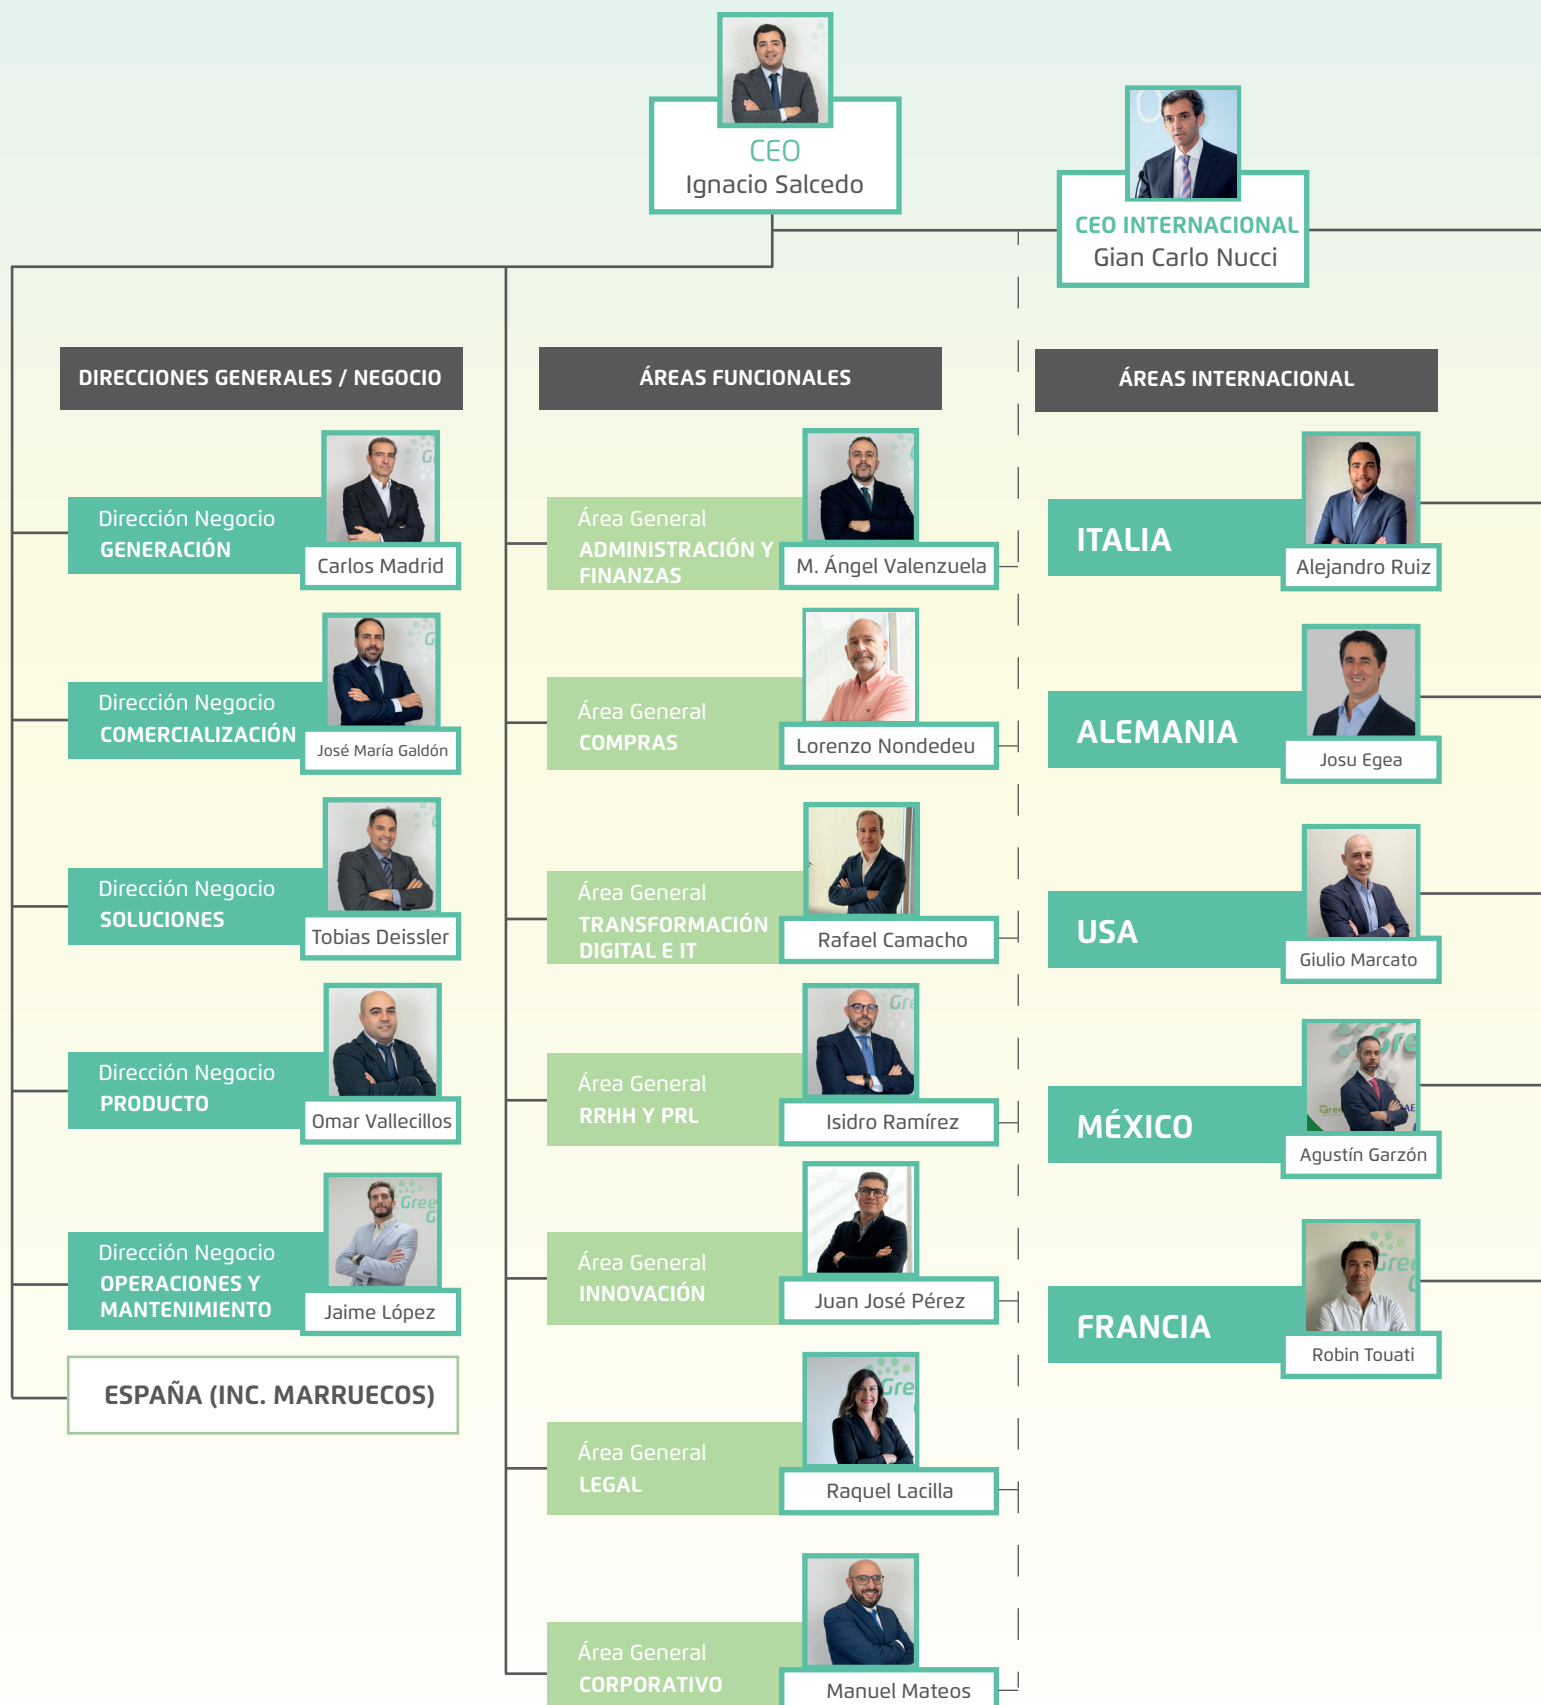 CEO
Ignacio Salcedo
CEO INTERNACIONAL
Gian Carlo Nucci
DIRECCIONES GENERALES / NEGOCIO
Dirección Negocio
GENERACIÓN
Carlos Madrid
Dirección Negocio
COMERCIALIZACIÓN
José María Galdón
Dirección Negocio
SOLUCIONES
Tobias Deissler
Dirección Negocio
PRODUCTO
Omar Vallecillos
Dirección Negocio
OPERACIONES Y
MANTENIMIENTO
Jaime López
ESPAÑA (INC. MARRUECOS)
ÁREAS FUNCIONALES
Área General
ADMINISTRACIÓN Y
FINANZAS
M. Ángel Valenzuela
Área General
COMPRAS
Lorenzo Nondedeu
Área General
TRANSFORMACIÓN
DIGITAL E IT
Rafael Camacho
Área General
RRHH Y PRL
Isidro Ramírez
Área General
INNOVACIÓN
Juan José Pérez
Área General
LEGAL
Raquel Lacilla
Área General
CORPORATIVO
Manuel Mateos
ÁREAS INTERNACIONAL
ITALIA
Alejandro Ruiz
ALEMANIA
Josu Egea
USA
Giulio Marcato
MÉXICO
Agustín Garzón
FRANCIA
Robin Touati